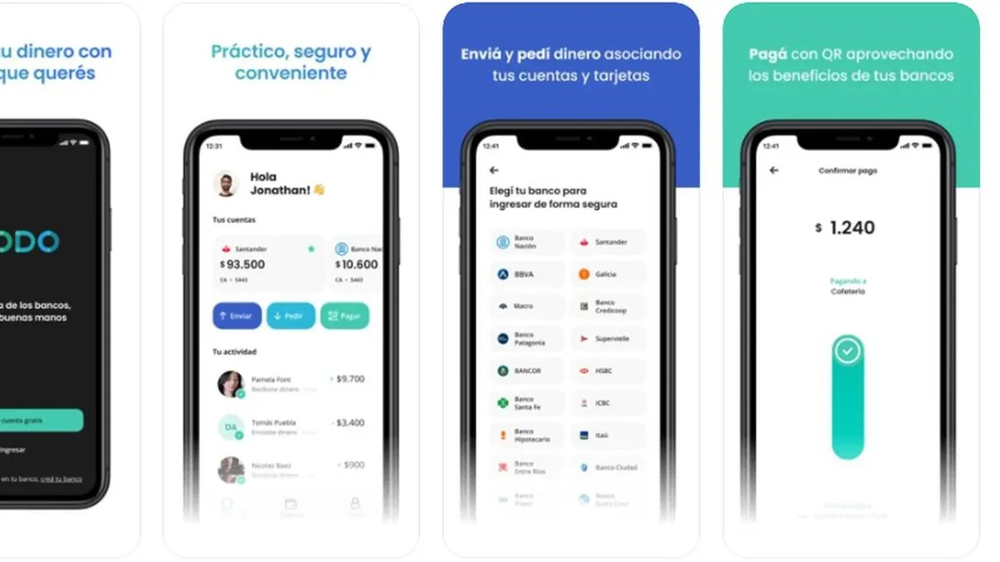 tu dinero con
que querés
ODO
a de los bancos,
buenas manos
cuenta gratis
ingresar
en tu banco, creá tu banco
Práctico, seguro y
conveniente
12:31
Hola
Jonathan! 👋
Tus cuentas
Santander
$ 93.500
CA • 5443
Banco Nac
$ 10.600
CA • 5443
Enviar
Pedir
Pagar
Tu actividad
Pamela Font
+ $9.700
Recibiste dinero
DA
Tomás Puebla
- $3.400
Enviaste dinero
Nicolas Baez
+ $900
Recibiste dinero
Enviá y pedí dinero asociando
tus cuentas y tarjetas
12:41
Elegí tu banco para
ingresar de forma segura
Banco
Nación
Santander
BBVA
Galicia
Macro
Banco
Credicoop
Banco
Patagonia
Supervielle
BANCOR
HSBC
Banco
Santa Fe
ICBC
Banco
Hipotecario
Itaú
Banco
Entre Ríos
Banco Ciudad
Banco
Banco
Santa Cruz
Pagá con QR aprovechando
los beneficios de tus bancos
12:41
Confirmar pago
$ 1.240
Pagando a
Cafetería